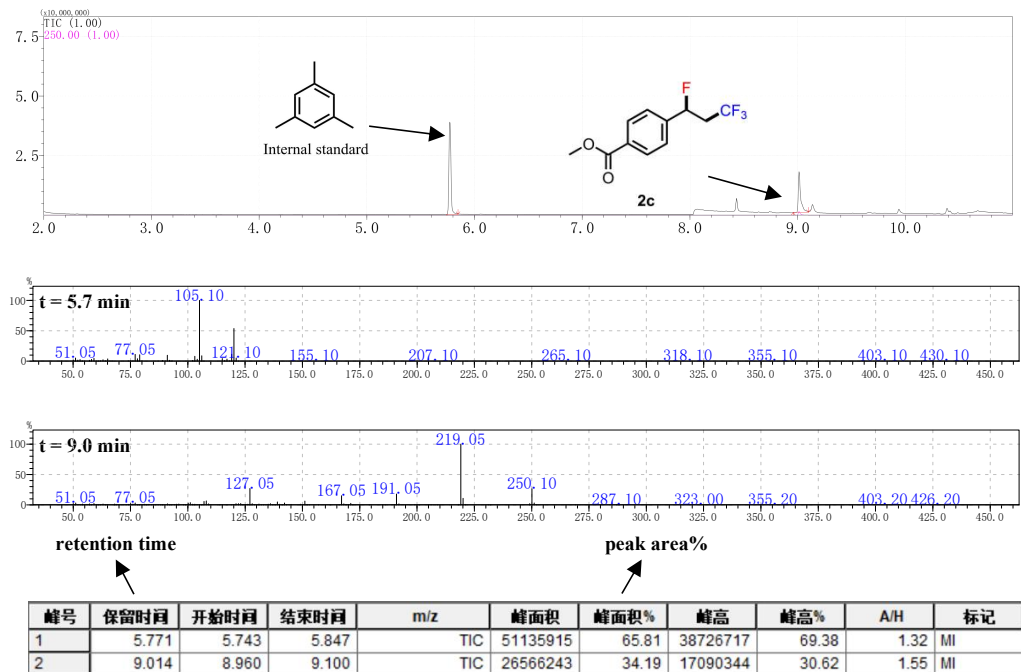 (x10,000,000)
TIC (1.00)
250.00 (1.00)
7.5
5.0
2.5
Internal standard
F
CF3
O
O
2c
2.0 3.0 4.0 5.0 6.0 7.0 8.0 9.0 10.0
%
t = 5.7 min
100
50
0
51.05 77.05 105.10 121.10 155.10 207.10 265.10 318.10 355.10 403.10 430.10
50.0 75.0 100.0 125.0 150.0 175.0 200.0 225.0 250.0 275.0 300.0 325.0 350.0 375.0 400.0 425.0 450.0
%
t = 9.0 min
100
50
0
51.05 77.05 127.05 167.05 191.05 219.05 250.10 287.10 323.00 355.20 403.20 426.20
50.0 75.0 100.0 125.0 150.0 175.0 200.0 225.0 250.0 275.0 300.0 325.0 350.0 375.0 400.0 425.0 450.0
retention time peak area%
峰号 保留时间 开始时间 结束时间 m/z 峰面积 峰面积% 峰高 峰高% A/H 标记
1 5.771 5.743 5.847 TIC 51135915 65.81 38726717 69.38 1.32 MI
2 9.014 8.960 9.100 TIC 26566243 34.19 17090344 30.62 1.55 MI